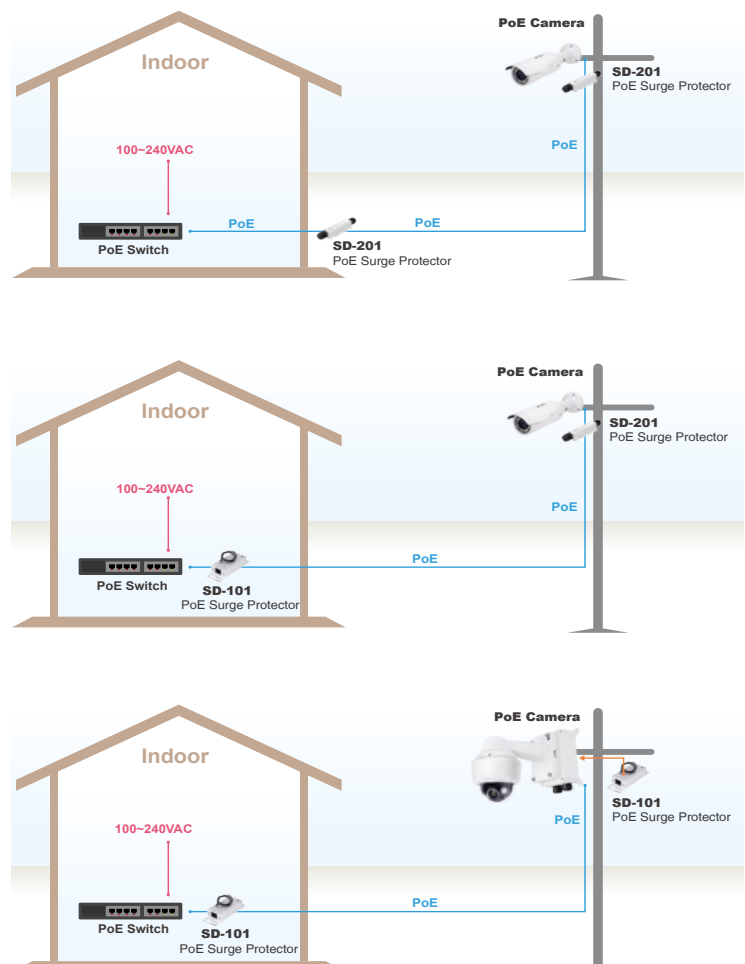 PoE Camera
Indoor
SD-201
PoE Surge Protector
100~240VAC
PoE
PoE
PoE
PoE Switch
SD-201
PoE Surge Protector
PoE Camera
Indoor
SD-201
PoE Surge Protector
100~240VAC
PoE
PoE
PoE Switch
SD-101
PoE Surge Protector
PoE Camera
Indoor
SD-101
PoE Surge Protector
PoE
100~240VAC
PoE
PoE Switch
SD-101
PoE Surge Protector